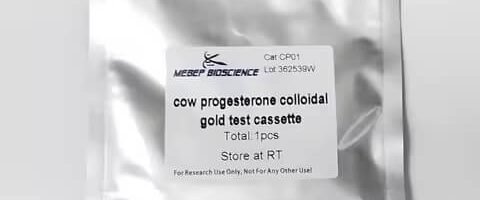 Cat CP01
MEBEP BIOSCIENCE Lot 362539W
cow progesterone colloidal
gold test cassette
Total:1pcs
Store at RT
For Research Use Only, Not For Any Other Use!